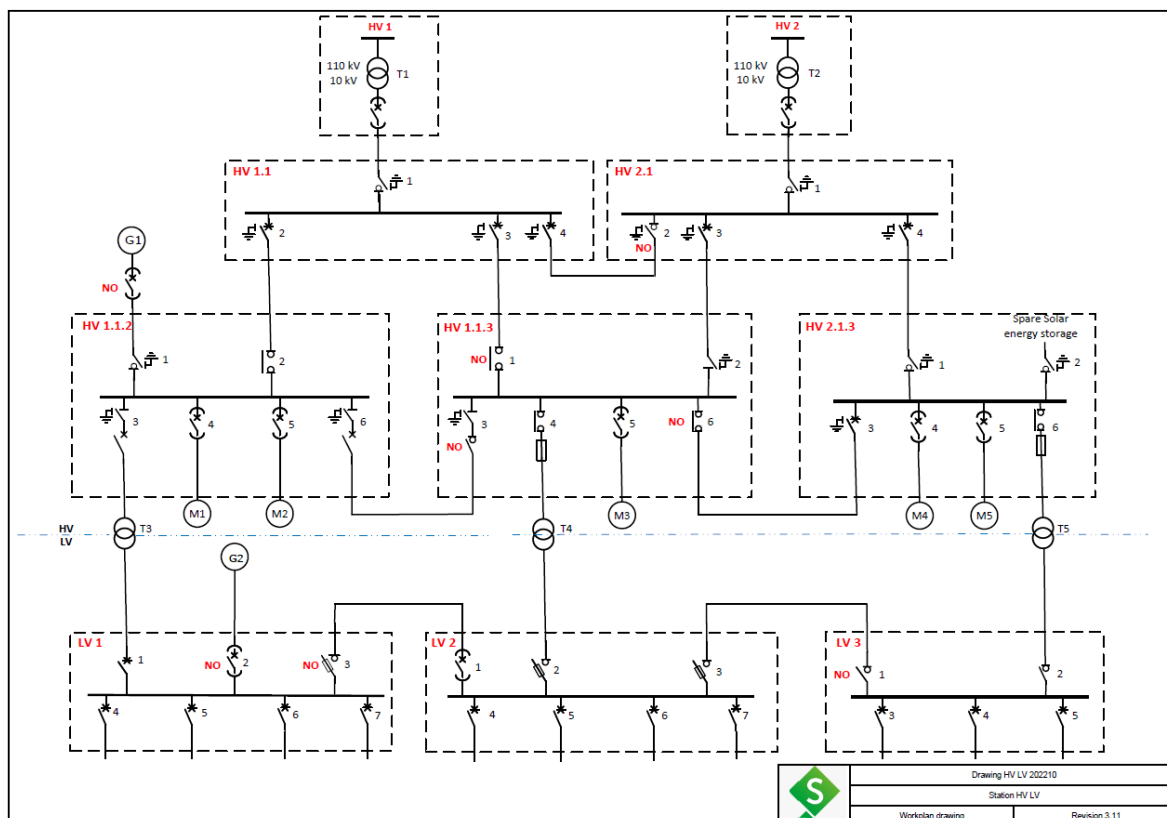 HV 1
HV 2
110 kV
10 kV
T1
110 kV
10 kV
T2
HV 1.1
1
2
3
4
HV 2.1
1
2
NO
3
4
G1
NO
HV 1.1.2
1
2
3
4
5
6
M1
M2
HV 1.1.3
NO
1
2
3
NO
4
5
NO
6
M3
HV 2.1.3
Spare Solar
energy storage
1
2
3
4
5
6
M4
M5
HV
LV
T3
T4
T5
G2
LV 1
1
NO
2
NO
3
4
5
6
7
LV 2
1
2
3
4
5
6
7
LV 3
NO
1
2
3
4
5
S
Drawing HV LV 202210
Station HV LV
Workplan drawing
Revision 3.11